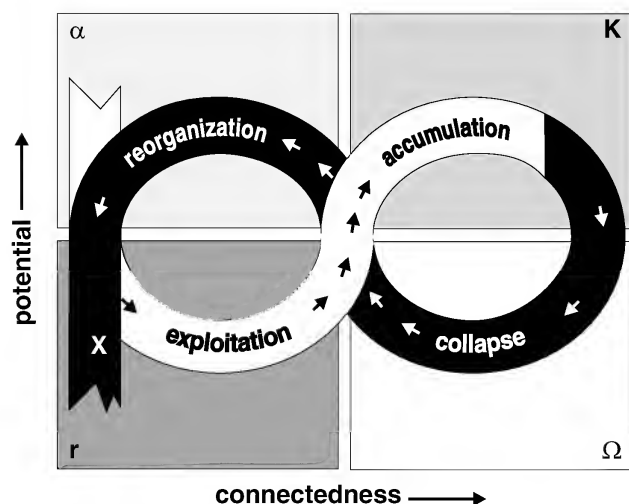 α
K
reorganization
accumulation
potential
X
exploitation
collapse
r
Ω
connectedness